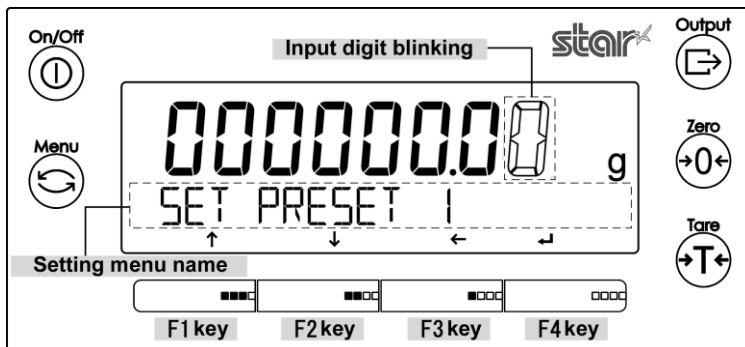 On/Off
Input digit blinking
star
Output
000000.00
g
Zero
→0←
Menu
SET PRESET 1
↑ ↓ ← ↵
Tare
→T←
Setting menu name
F1 key F2 key F3 key F4 key